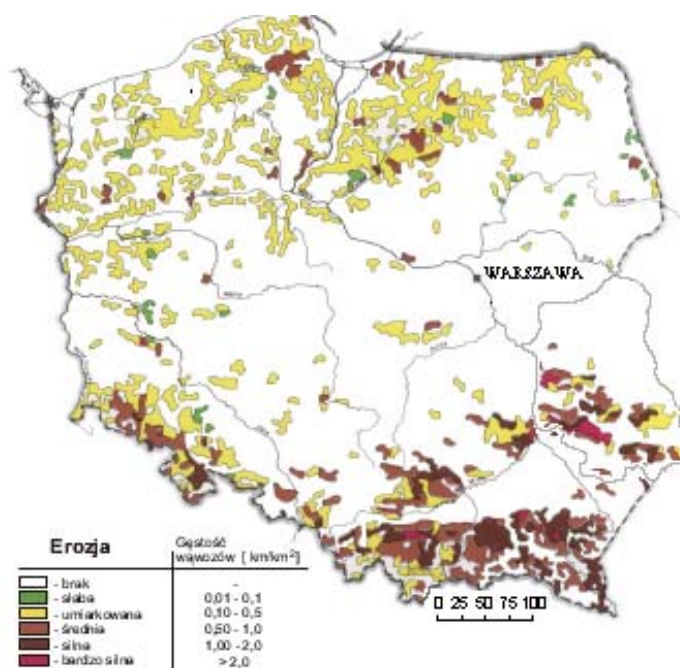 WARSZAWA
Erozja
Gęstość
wąwozów [ km/km²]
- brak -
- słaba 0,01 - 0,1
- umiarkowana 0,10 - 0,5
- średnia 0,50 - 1,0
- silna 1,00 - 2,0
- bardzo silna > 2,0
0 25 50 75 100